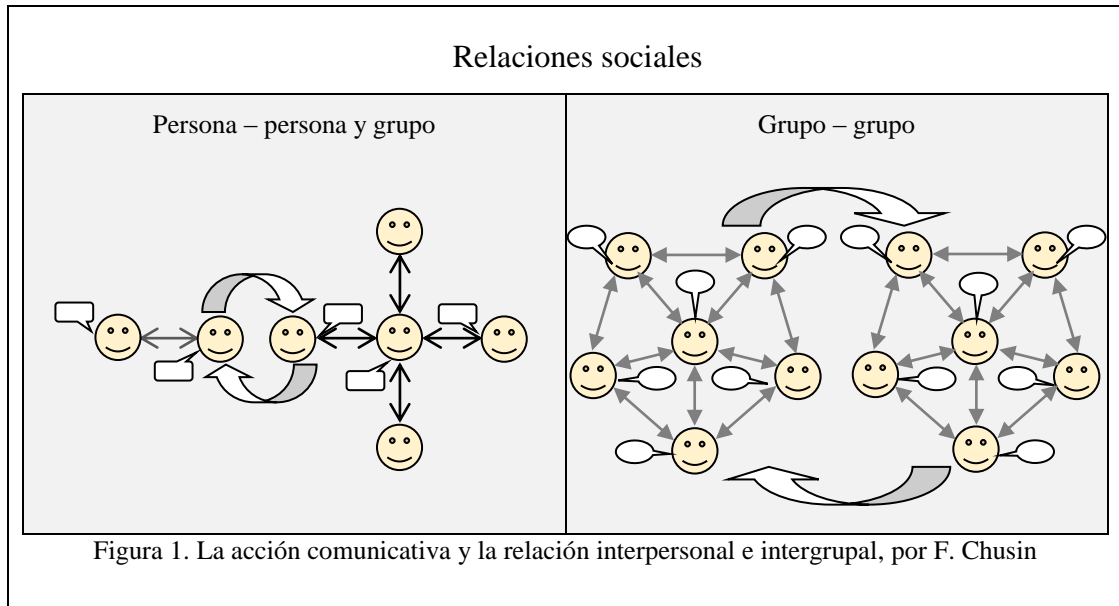 Relaciones sociales
Persona – persona y grupo
Grupo – grupo
Figura 1. La acción comunicativa y la relación interpersonal e intergrupal, por F. Chusin